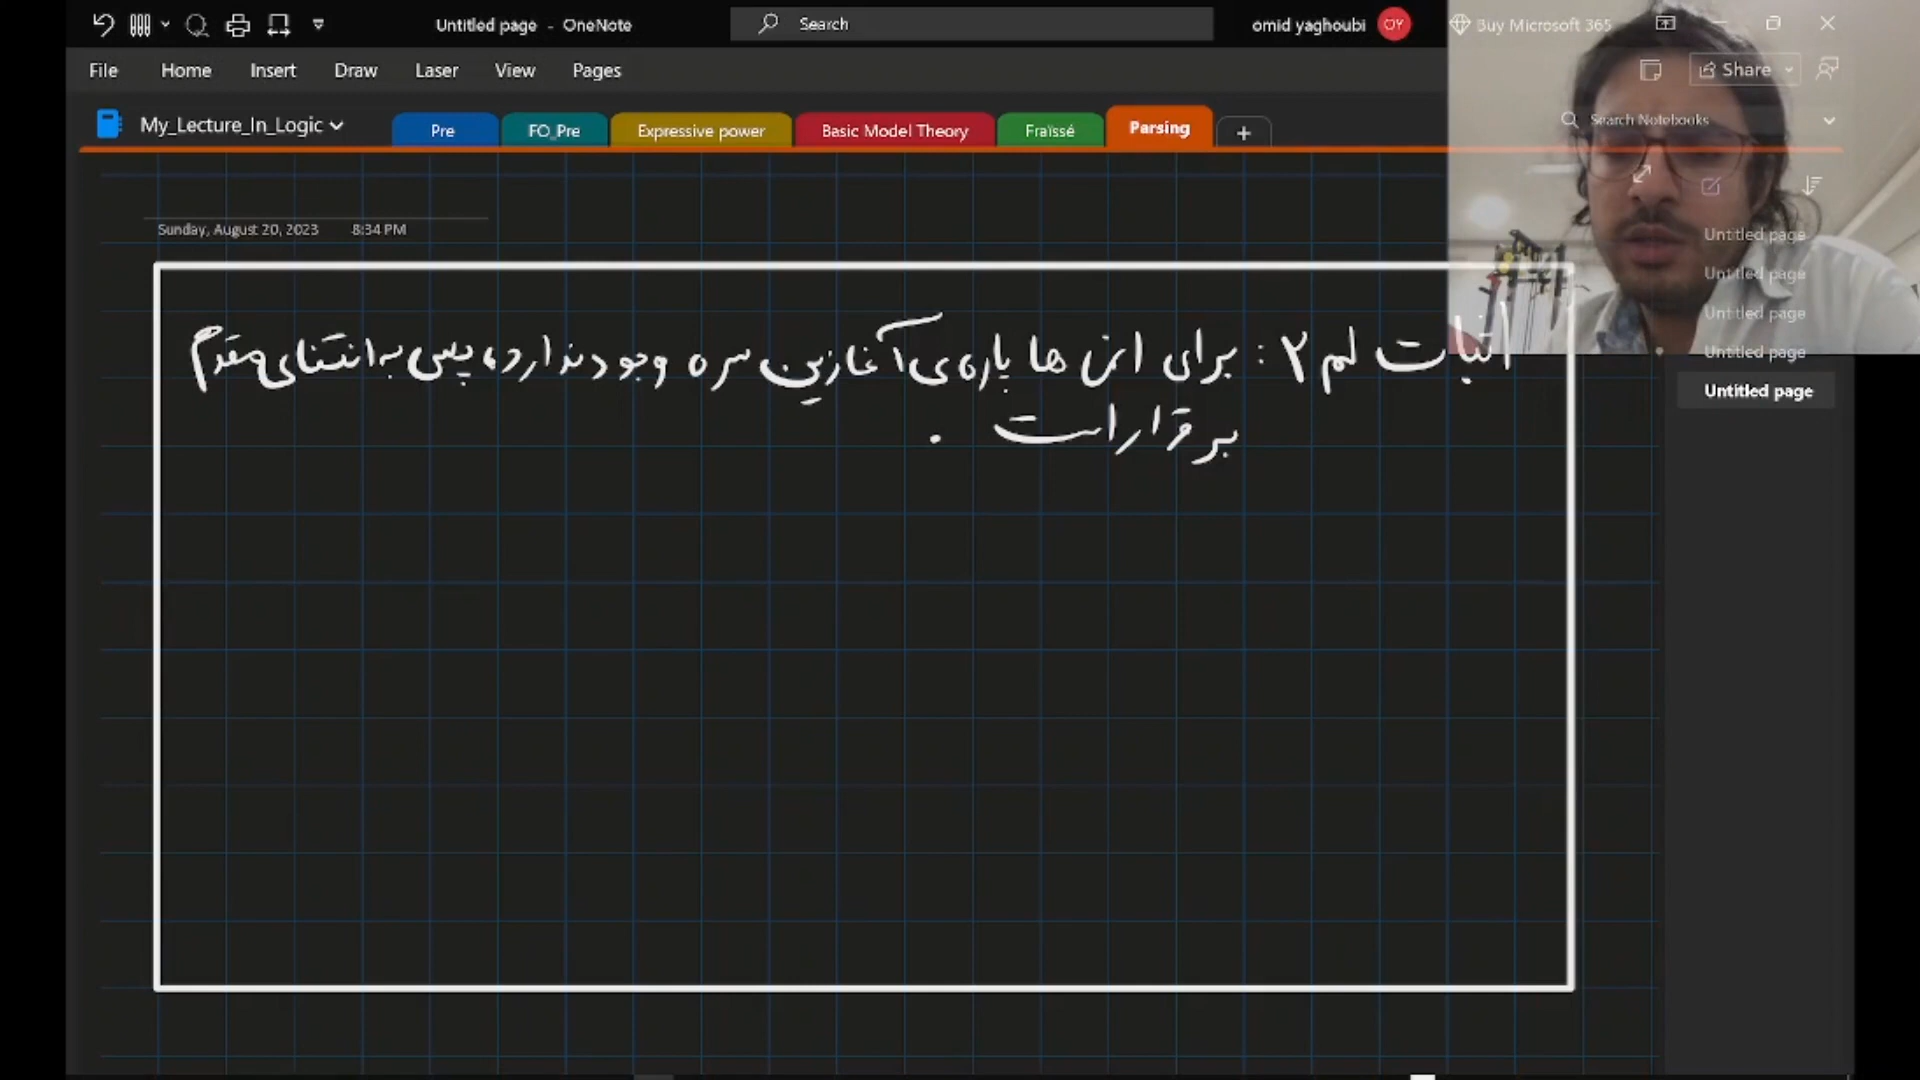 Untitled page - OneNote
Search
omid yaghoubi
OY
Buy Microsoft 365
File Home Insert Draw Laser View Pages
Share
My_Lecture_In_Logic
Pre
FO_Pre
Expressive power
Basic Model Theory
Fraïssé
Parsing
+
Search Notebooks
Sunday, August 20, 2023 8:34 PM
Untitled page
Untitled page
Untitled page
Untitled page
Untitled page
اثبات لم ۲ : برای اتم ها پاره‌ی آغازین سره وجود ندارد، پس به انتفای مقدم
برقرار است .